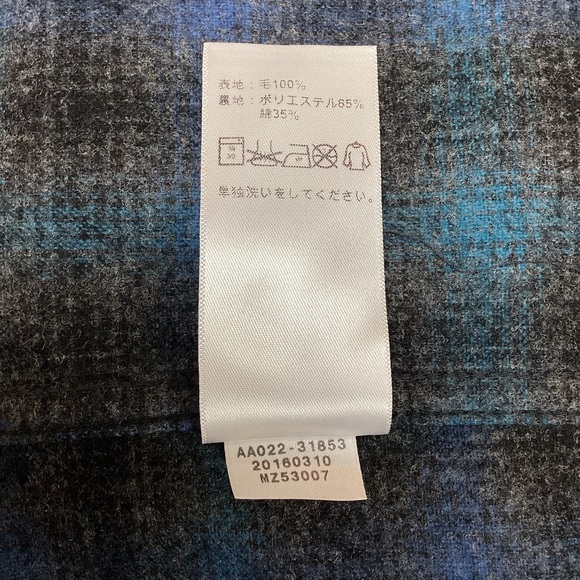 表地：毛100%
裏地：ポリエステル65%
綿35%
単独洗いをしてください。
AA022-31853
20160310
MZ53007